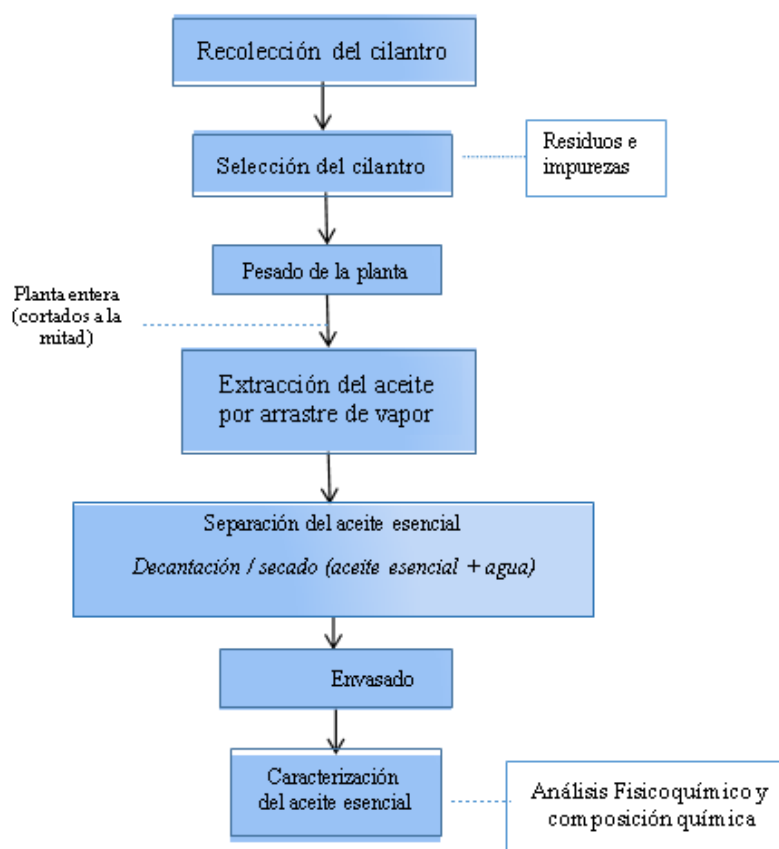 Recolección del cilantro
Selección del cilantro
Residuos e
impurezas
Pesado de la planta
Planta entera
(cortados a la
mitad)
Extracción del aceite
por arrastre de vapor
Separación del aceite esencial
Decantación / secado (aceite esencial + agua)
Envasado
Caracterización
del aceite esencial
Análisis Fisicoquímico y
composición química